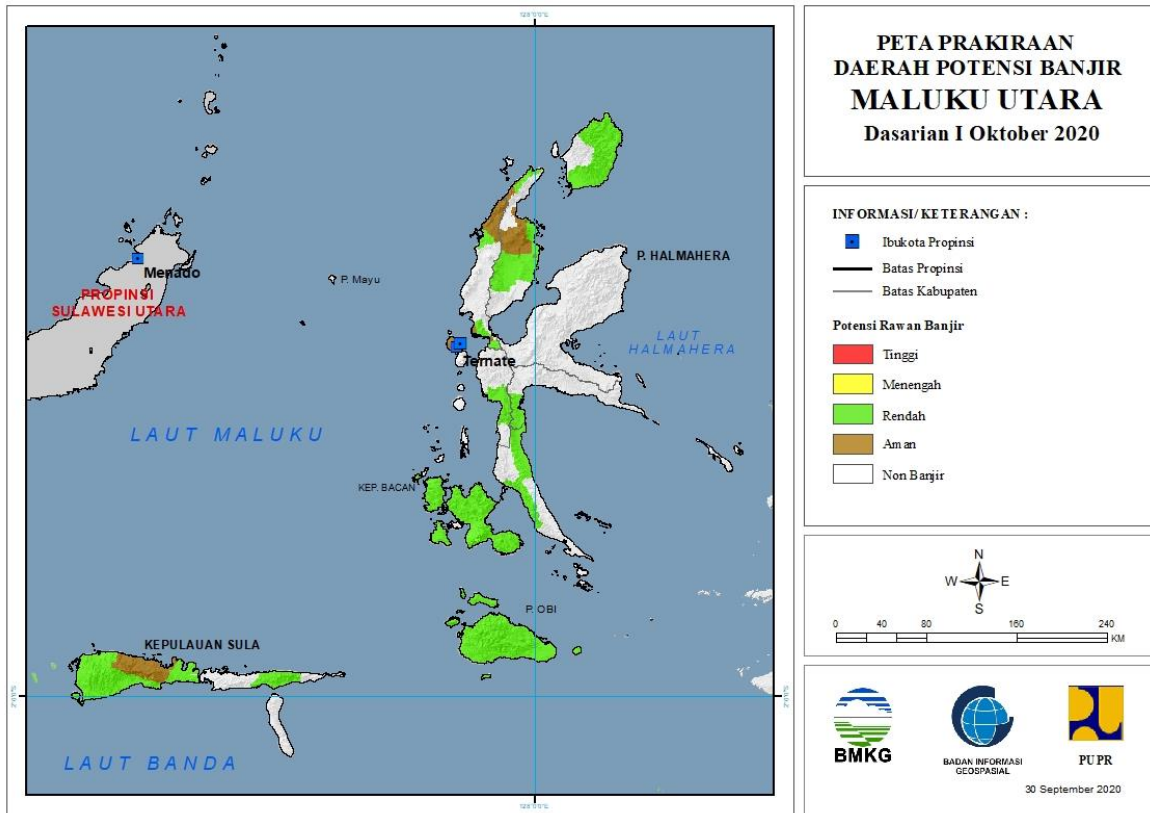 PETA PRAKIRAAN
DAERAH POTENSI BANJIR
MALUKU UTARA
Dasarian I Oktober 2020
INFORMASI/ KETERANGAN :
Ibukota Propinsi
Batas Propinsi
Batas Kabupaten
Potensi Rawan Banjir
Tinggi
Menengah
Rendah
Aman
Non Banjir
N
W E
S
0 40 80 160 240
KM
BMKG
BADAN INFORMASI
GEOSPASIAL
PUPR
30 September 2020
Menado
PROPINSI
SULAWESI UTARA
P. Mayu
P. HALMAHERA
LAUT
HALMAHERA
Ternate
LAUT MALUKU
KEP. BACAN
P. OBI
KEPULAUAN SULA
LAUT BANDA